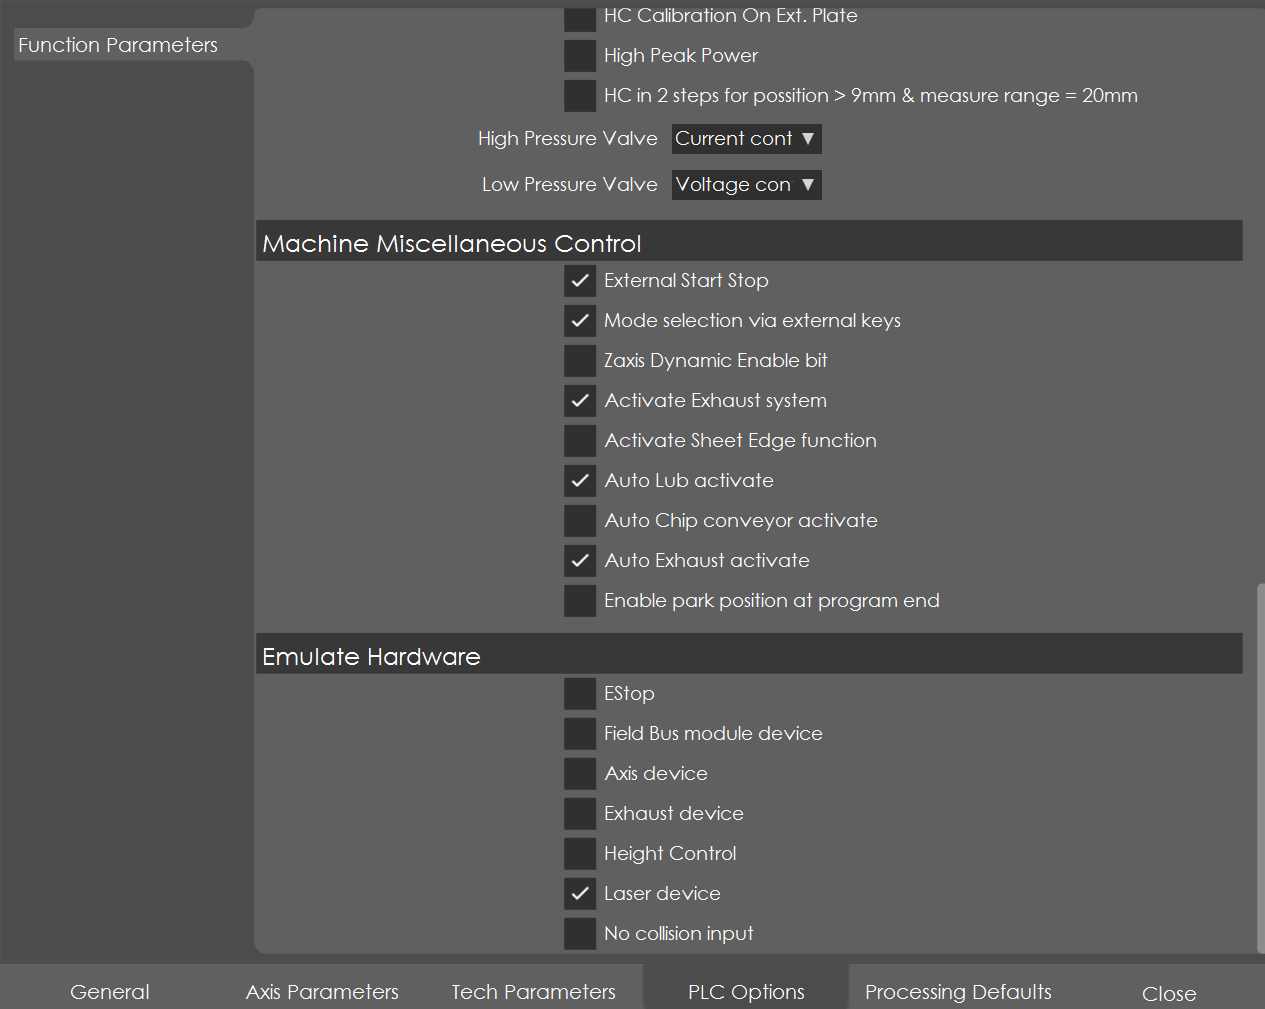 Function Parameters
HC Calibration On Ext. Plate
High Peak Power
HC in 2 steps for possition > 9mm & measure range = 20mm
High Pressure Valve Current cont ▼
Low Pressure Valve Voltage con ▼
Machine Miscellaneous Control
External Start Stop
Mode selection via external keys
Zaxis Dynamic Enable bit
Activate Exhaust system
Activate Sheet Edge function
Auto Lub activate
Auto Chip conveyor activate
Auto Exhaust activate
Enable park position at program end
Emulate Hardware
EStop
Field Bus module device
Axis device
Exhaust device
Height Control
Laser device
No collision input
General Axis Parameters Tech Parameters PLC Options Processing Defaults Close